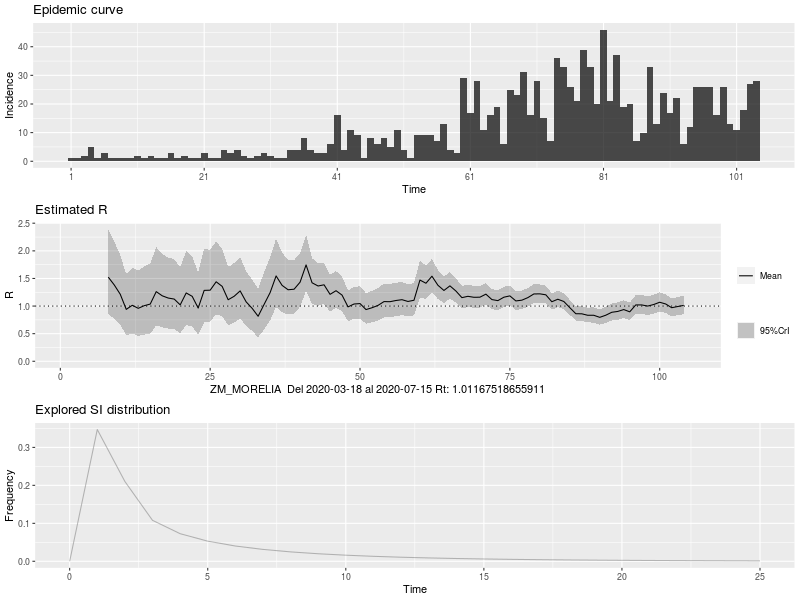 Epidemic curve
40
30
20
10
0
Incidence
1 21 41 61 81 101
Time
Estimated R
2.5
2.0
1.5
1.0
0.5
0.0
R
Mean
95%CrI
0 25 50 75 100
ZM_MORELIA Del 2020-03-18 al 2020-07-15 Rt: 1.01167518655911
Explored SI distribution
0.3
0.2
0.1
0.0
Frequency
0 5 10 15 20 25
Time